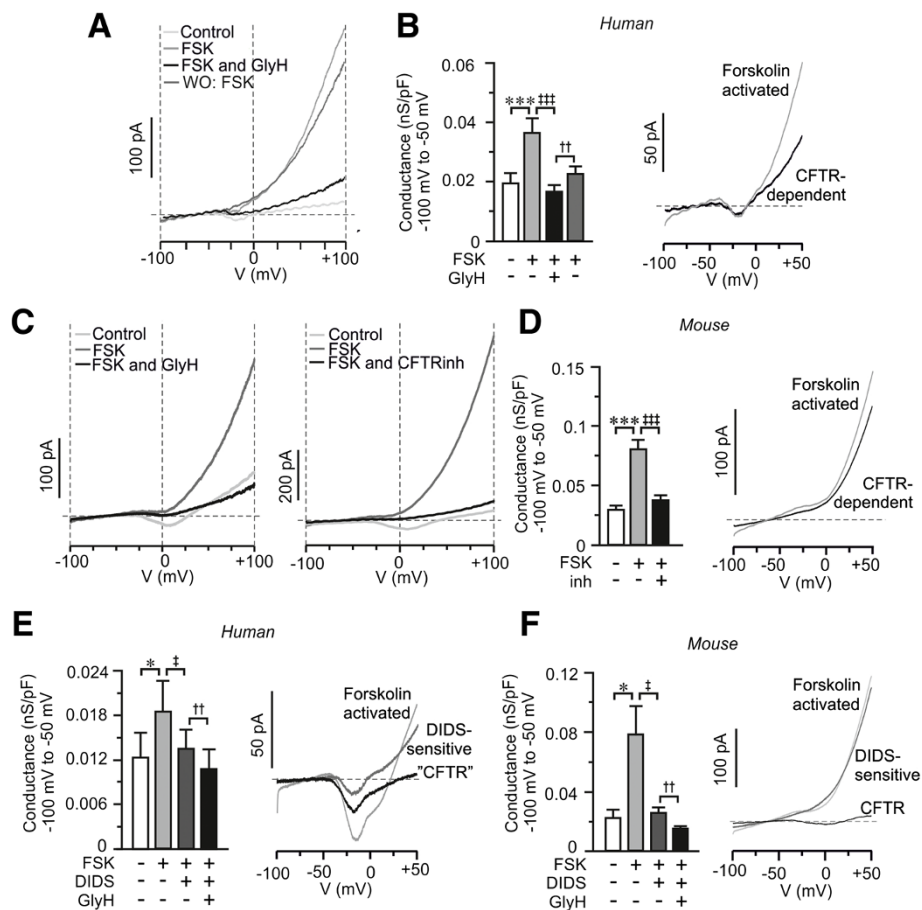 A
Control
FSK
FSK and GlyH
WO: FSK
100 pA
-100
0
+100
V (mV)
B
Human
Conductance (nS/pF)
-100 mV to -50 mV
0.06
0.04
0.02
0
*** ‡‡‡
††
FSK - + + +
GlyH - - + -
Forskolin
activated
50 pA
CFTR-
dependent
-100 -50 0 +50
V (mV)
C
Control
FSK
FSK and GlyH
100 pA
-100 0 +100
V (mV)
Control
FSK
FSK and CFTRinh
200 pA
-100 0 +100
V (mV)
D
Mouse
Conductance (nS/pF)
-100 mV to -50 mV
0.15
0.1
0.05
0
*** ‡‡‡
FSK - + +
inh - - +
Forskolin
activated
100 pA
CFTR-
dependent
-100 -50 0 +50
V (mV)
E
Human
Conductance (nS/pF)
-100 mV to -50 mV
0.024
0.018
0.012
0.006
0
* ‡
††
FSK - + + +
DIDS - - + +
GlyH - - - +
Forskolin
activated
50 pA
DIDS-
sensitive
"CFTR"
-100 -50 0 +50
V (mV)
F
Mouse
Conductance (nS/pF)
-100 mV to -50 mV
0.12
0.08
0.04
0
* ‡
††
FSK - + + +
DIDS - - + +
GlyH - - - +
Forskolin
activated
100 pA
DIDS-
sensitive
CFTR
-100 -50 0 +50
V (mV)